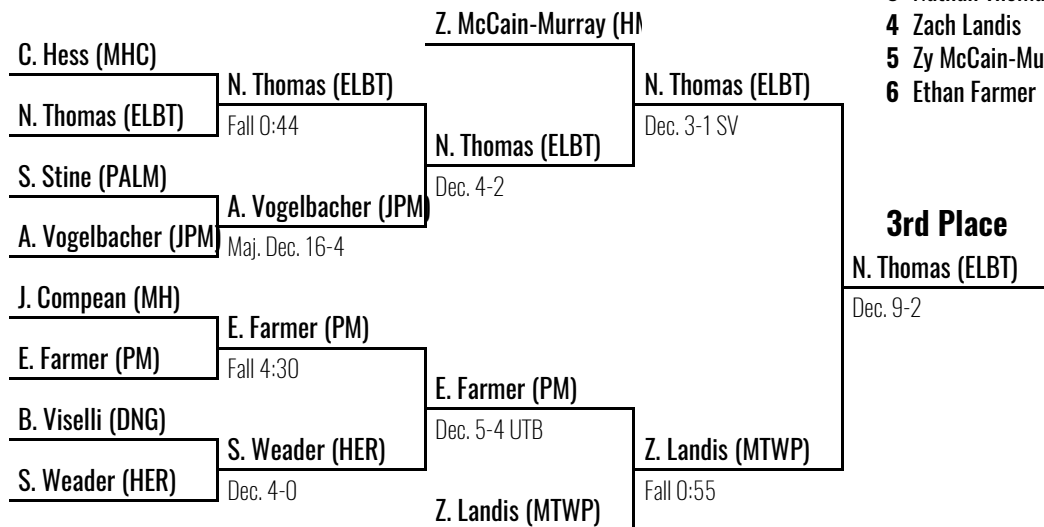 C. Hess (MHC)
N. Thomas (ELBT)
S. Stine (PALM)
A. Vogelbacher (JPM)
J. Compean (MH)
E. Farmer (PM)
B. Viselli (DNG)
S. Weader (HER)
N. Thomas (ELBT)
Fall 0:44
A. Vogelbacher (JPM)
Maj. Dec. 16-4
E. Farmer (PM)
Fall 4:30
S. Weader (HER)
Dec. 4-0
Z. McCain-Murray
N. Thomas (ELBT)
Dec. 4-2
E. Farmer (PM)
Dec. 5-4 UTB
Z. Landis (MTWP)
N. Thomas (ELBT)
Dec. 3-1 SV
Z. Landis (MTWP)
Fall 0:55
4 Zach Landis
5 Zy McCain-Mu
6 Ethan Farmer
3rd Place
N. Thomas (ELBT)
Dec. 9-2